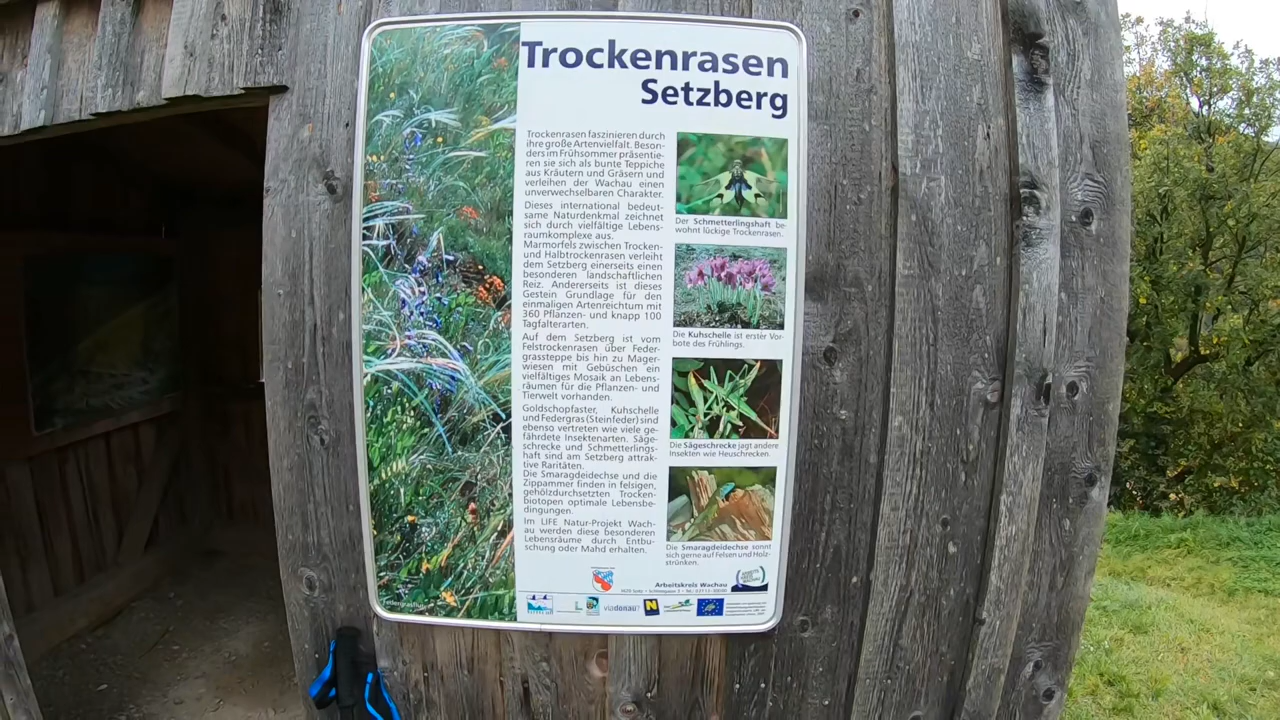 Trockenrasen
Setzberg
Trockenrasen faszinieren durch
ihre große Artenvielfalt. Beson-
ders im Frühsommer präsentie-
ren sie sich als bunte Teppiche
aus Kräutern und Gräsern und
verleihen der Wachau einen
unverwechselbaren Charakter.
Dieses international bedeut-
same Naturdenkmal zeichnet
sich durch vielfältige Lebens-
raumkomplexe aus.
Marmorfels zwischen Trocken-
und Halbtrockenrasen verleiht
dem Setzberg einerseits einen
besonderen landschaftlichen
Reiz. Andererseits ist dieses
Gestein Grundlage für den
einmaligen Artenreichtum mit
360 Pflanzen- und knapp 100
Tagfalterarten.
Auf dem Setzberg ist vom
Felstrockenrasen über Feder-
grassteppe bis hin zu Mager-
wiesen mit Gebüschen ein
vielfältiges Mosaik an Lebens-
räumen für die Pflanzen- und
Tierwelt vorhanden.
Goldschopfaster, Kuhschelle
und Federgras (Steinfeder) sind
ebenso vertreten wie viele ge-
fährdete Insektenarten. Säge-
schrecke und Schmetterlings-
haft sind am Setzberg attrak-
tive Raritäten.
Die Smaragdeidechse und die
Zippammer finden in felsigen,
gehölzdurchsetzten Trocken-
biotopen optimale Lebensbe-
dingungen.
Im LIFE Natur-Projekt Wach-
au werden diese besonderen
Lebensräume durch Entbu-
schung oder Mahd erhalten.
Der Schmetterlingshaft be-
wohnt lückige Trockenrasen.
Die Kuhschelle ist erster Vor-
bote des Frühlings.
Die Sägeschrecke jagt andere
Insekten wie Heuschrecken.
Die Smaragdeidechse sonnt
sich gerne auf Felsen und Holz-
strünken.
Arbeitskreis Wachau
viadonau
N